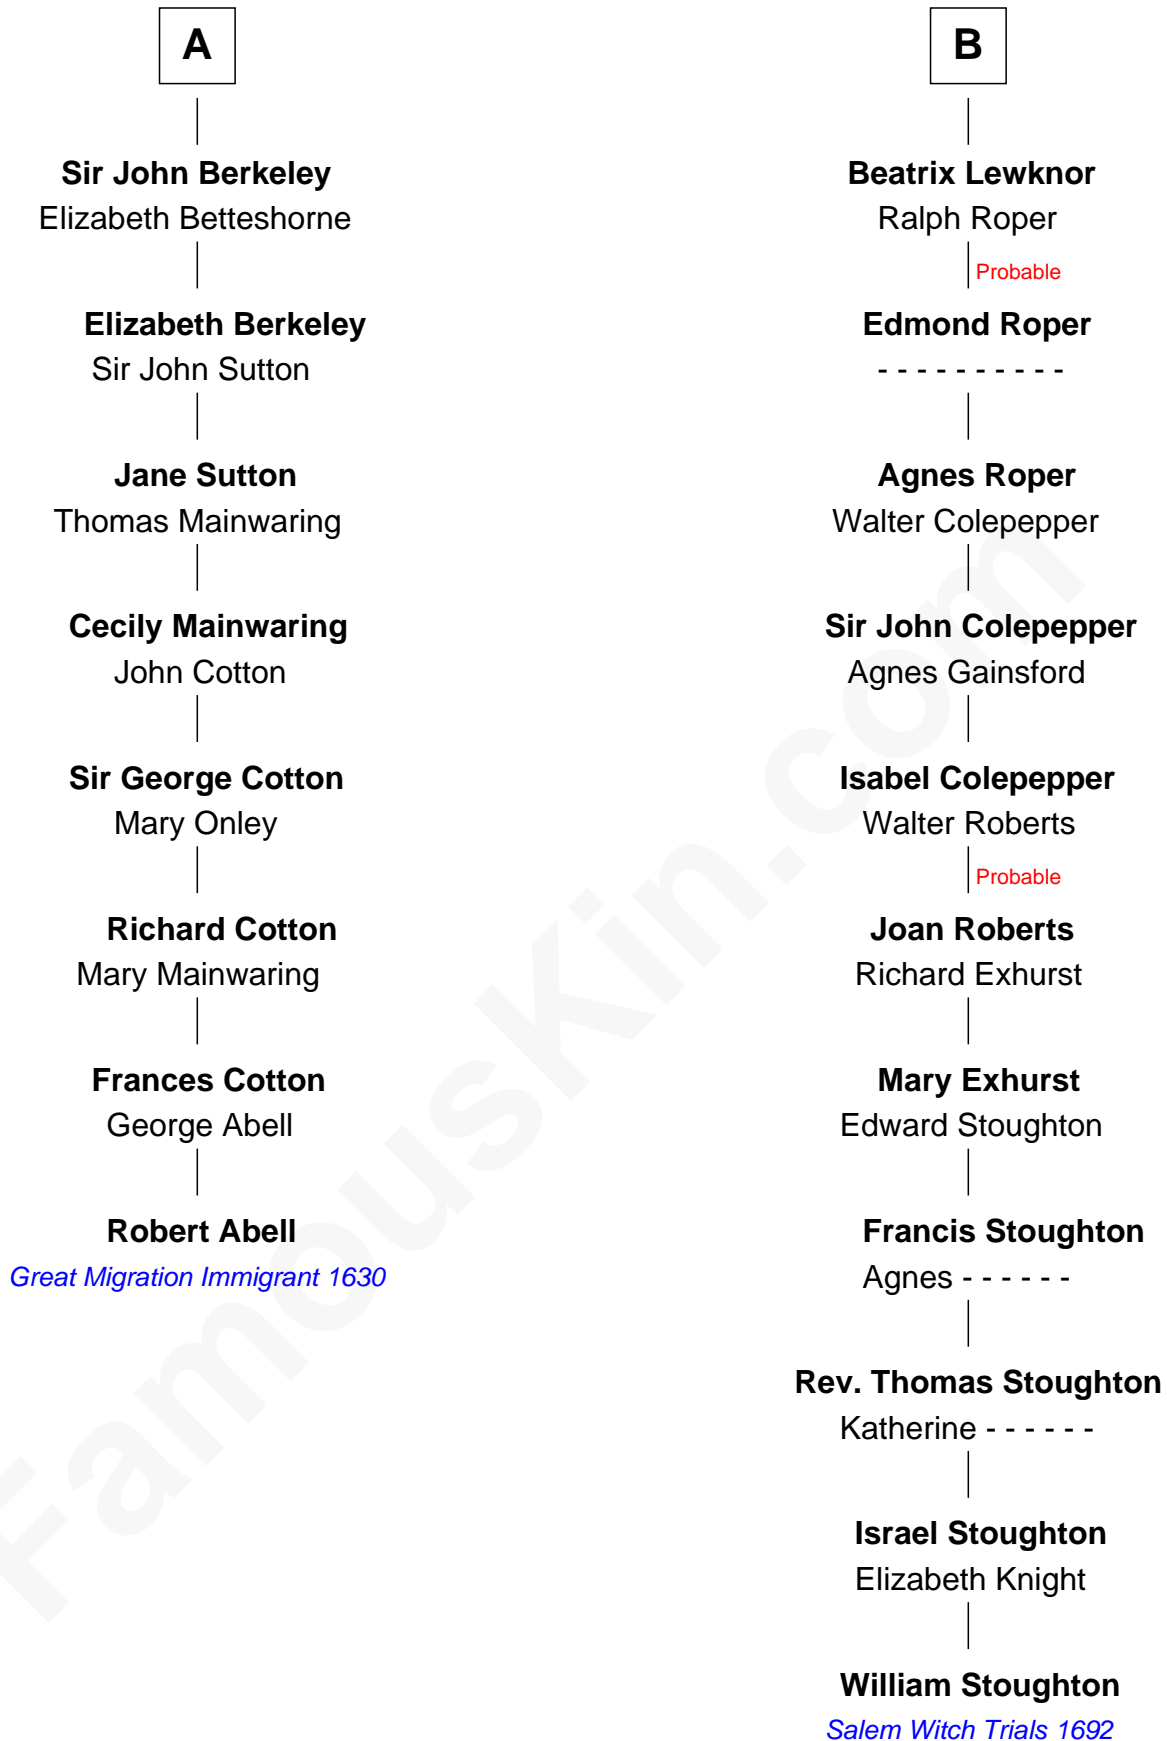 A
Sir John Berkeley
Elizabeth Betteshorne
Elizabeth Berkeley
Sir John Sutton
Jane Sutton
Thomas Mainwaring
Cecily Mainwaring
John Cotton
Sir George Cotton
Mary Onley
Richard Cotton
Mary Mainwaring
Frances Cotton
George Abell
Robert Abell
Great Migration Immigrant 1630
B
Beatrix Lewknor
Ralph Roper
Probable
Edmond Roper
- - - - - - - - - -
Agnes Roper
Walter Colepepper
Sir John Colepepper
Agnes Gainsford
Isabel Colepepper
Walter Roberts
Probable
Joan Roberts
Richard Exhurst
Mary Exhurst
Edward Stoughton
Francis Stoughton
Agnes - - - - - -
Rev. Thomas Stoughton
Katherine - - - - - -
Israel Stoughton
Elizabeth Knight
William Stoughton
Salem Witch Trials 1692
FamousKin.com